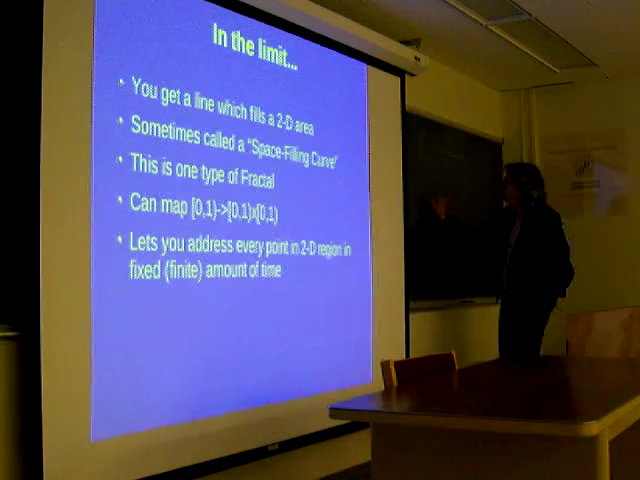 In the limit...
• You get a line which fills a 2-D area
• Sometimes called a "Space-Filling Curve"
• This is one type of Fractal
• Can map [0,1)->[0,1)x[0,1)
• Lets you address every point in 2-D region in
fixed (finite) amount of time